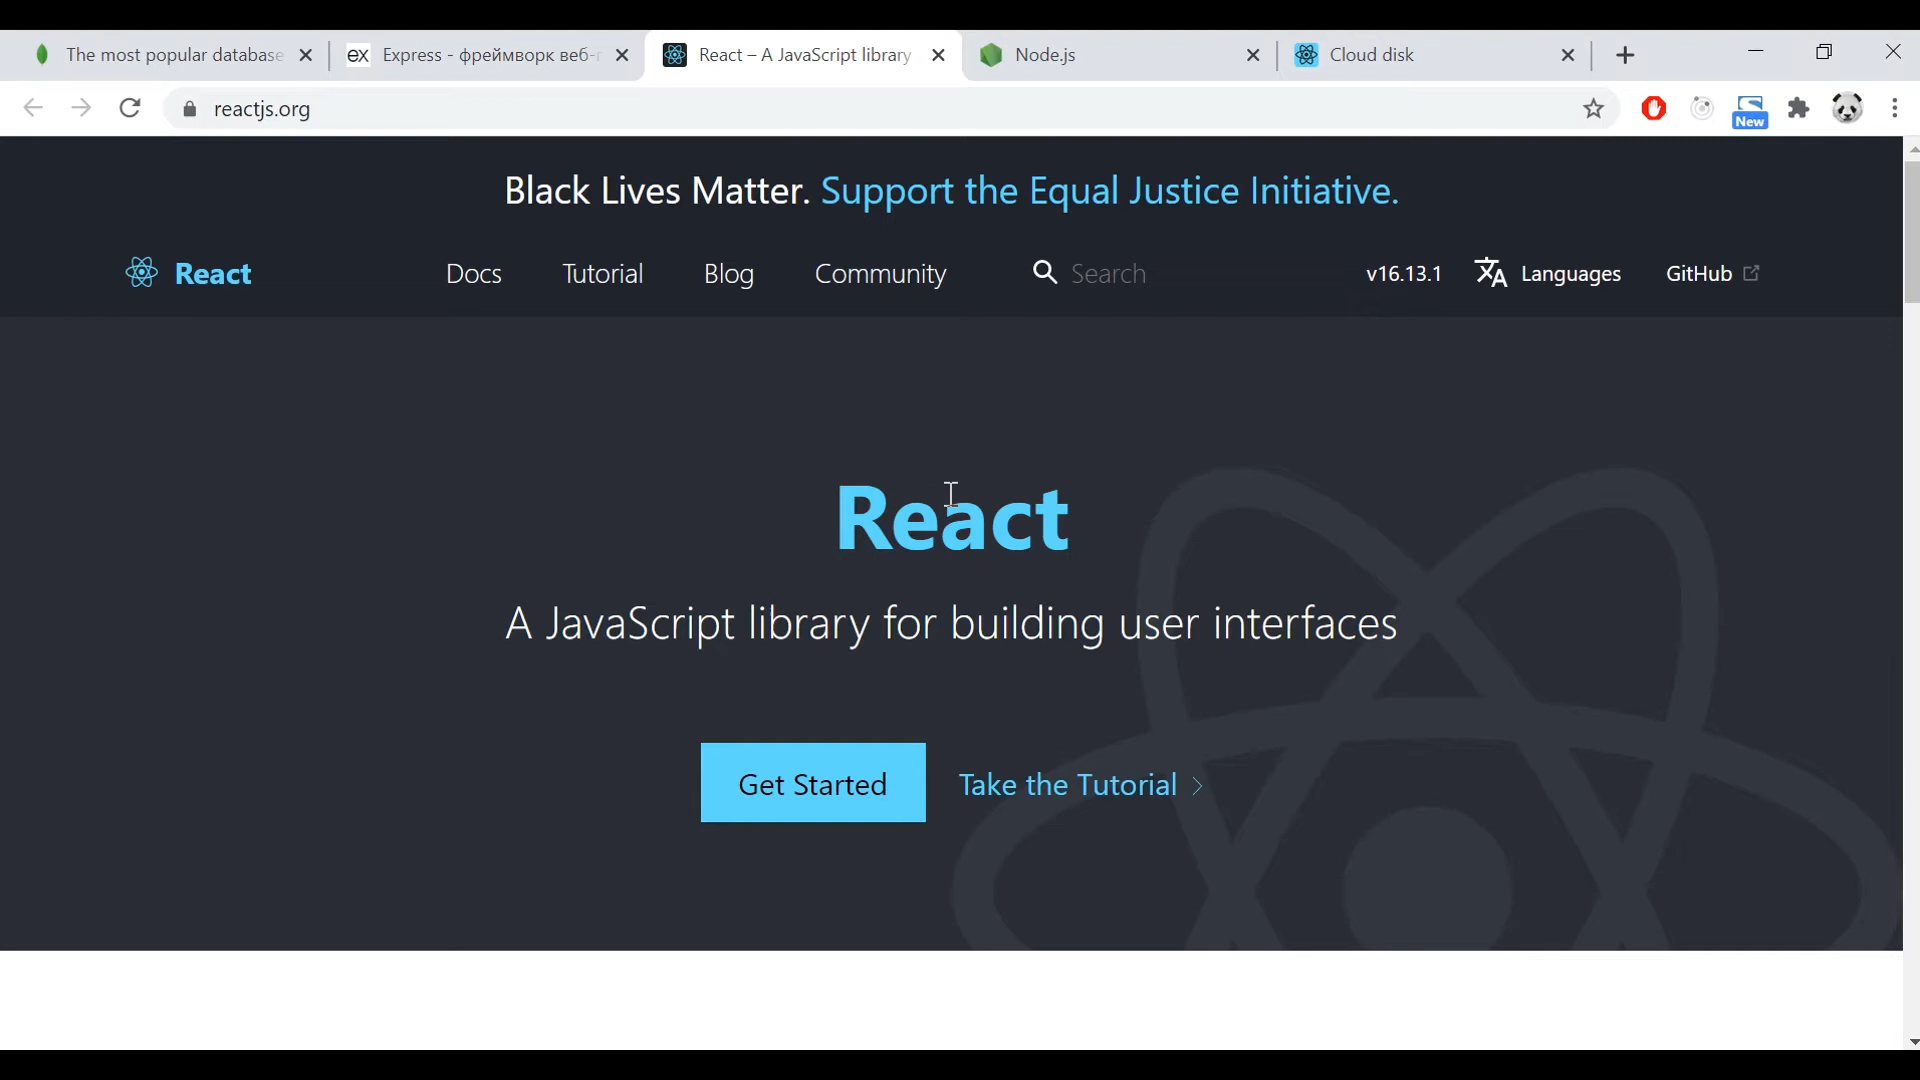 The most popular database
EX Express - фреймворк веб-
React – A JavaScript library
Node.js
Cloud disk
reactjs.org
New
Black Lives Matter. Support the Equal Justice Initiative.
React
Docs
Tutorial
Blog
Community
Search
v16.13.1
Languages
GitHub
React
A JavaScript library for building user interfaces
Get Started
Take the Tutorial